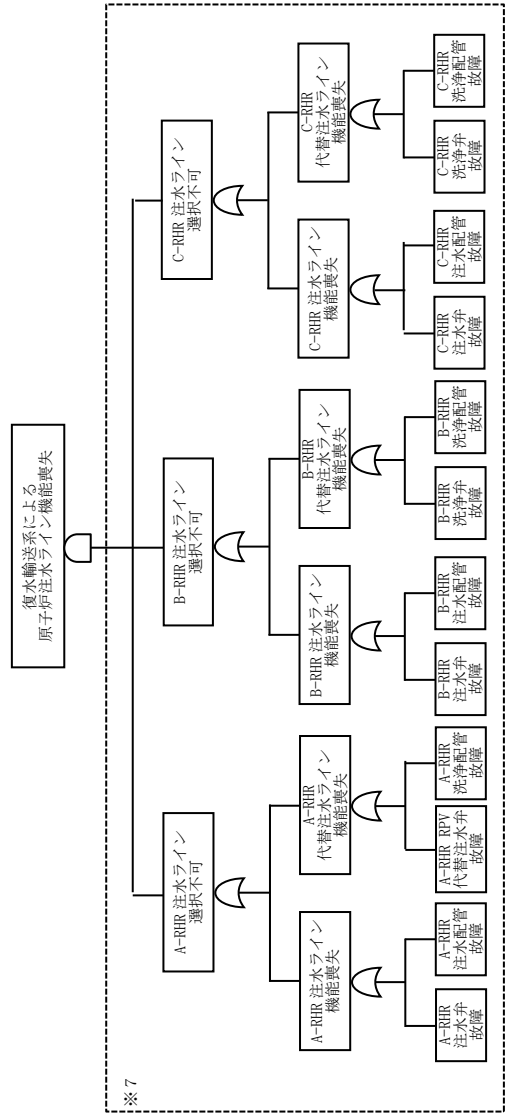 復水輸送系による
原子炉注水ライン機能喪失
※7
A-RHR 注水ライン
選択不可
B-RHR 注水ライン
選択不可
C-RHR 注水ライン
選択不可
A-RHR 注水ライン
機能喪失
A-RHR
代替注水ライン
機能喪失
B-RHR 注水ライン
機能喪失
B-RHR
代替注水ライン
機能喪失
C-RHR 注水ライン
機能喪失
C-RHR
代替注水ライン
機能喪失
A-RHR
注水弁
故障
A-RHR
注水配管
故障
A-RHR RPV
代替注水弁
故障
A-RHR
洗浄配管
故障
B-RHR
注水弁
故障
B-RHR
注水配管
故障
B-RHR
洗浄弁
故障
B-RHR
洗浄配管
故障
C-RHR
注水弁
故障
C-RHR
注水配管
故障
C-RHR
洗浄弁
故障
C-RHR
洗浄配管
故障